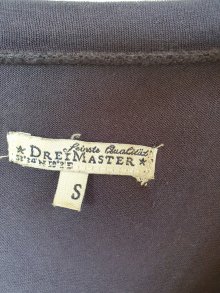 Feinste Qualität
★ DREIMASTER ★
S